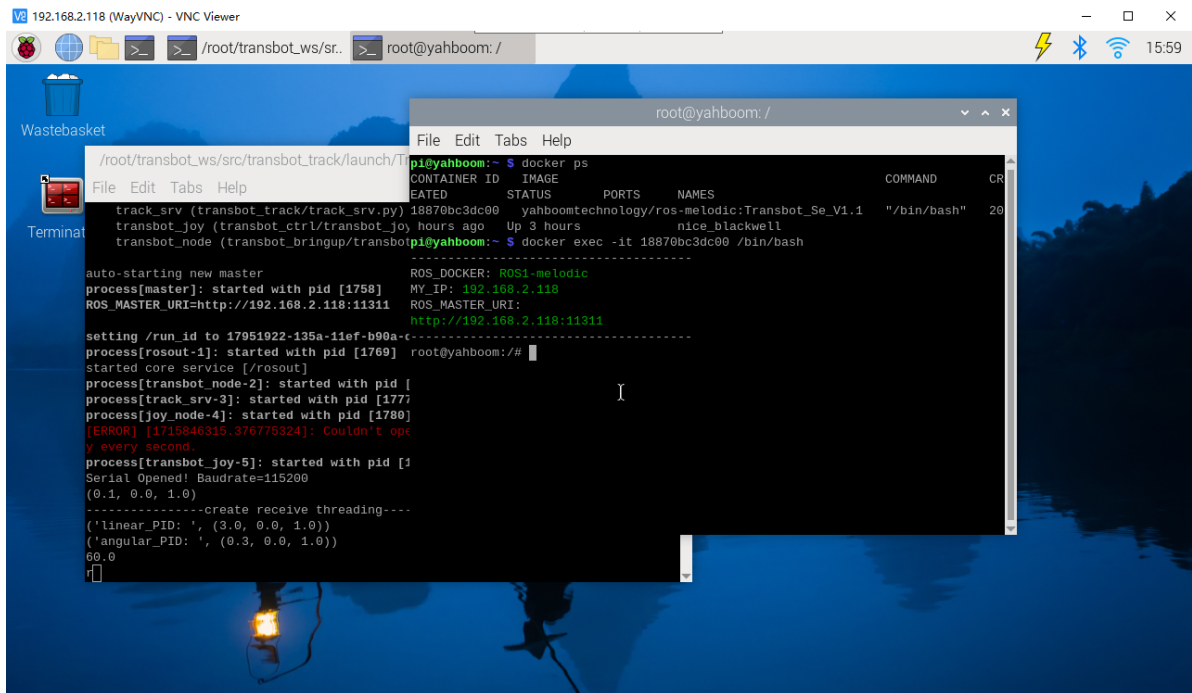 192.168.2.118 (WayVNC) - VNC Viewer
/root/transbot_ws/sr..
root@yahboom: /
15:59
Wastebasket
Terminat
/root/transbot_ws/src/transbot_track/launch/Tr
File Edit Tabs Help
track_srv (transbot_track/track_srv.py)
transbot_joy (transbot_ctrl/transbot_joy
transbot_node (transbot_bringup/transbot
auto-starting new master
process[master]: started with pid [1758]
ROS_MASTER_URI=http://192.168.2.118:11311
setting /run_id to 17951922-135a-11ef-b90a-
process[rosout-1]: started with pid [1769]
started core service [/rosout]
process[transbot_node-2]: started with pid [
process[track_srv-3]: started with pid [1777
process[joy_node-4]: started with pid [1780]
[ERROR] [1715846315.376775324]: Couldn't ope
y every second.
process[transbot_joy-5]: started with pid [1
Serial Opened! Baudrate=115200
(0.1, 0.0, 1.0)
----------------create receive threading----
('linear_PID: ', (3.0, 0.0, 1.0))
('angular_PID: ', (0.3, 0.0, 1.0))
60.0
r
root@yahboom: /
File Edit Tabs Help
pi@yahboom:~ $ docker ps
CONTAINER ID IMAGE COMMAND CR
EATED STATUS PORTS NAMES
18870bc3dc00 yahboomtechnology/ros-melodic:Transbot_Se_V1.1 "/bin/bash" 20
hours ago Up 3 hours nice_blackwell
pi@yahboom:~ $ docker exec -it 18870bc3dc00 /bin/bash
--------------------------------------
ROS_DOCKER: ROS1-melodic
MY_IP: 192.168.2.118
ROS_MASTER_URI:
http://192.168.2.118:11311
--------------------------------------
root@yahboom:/#